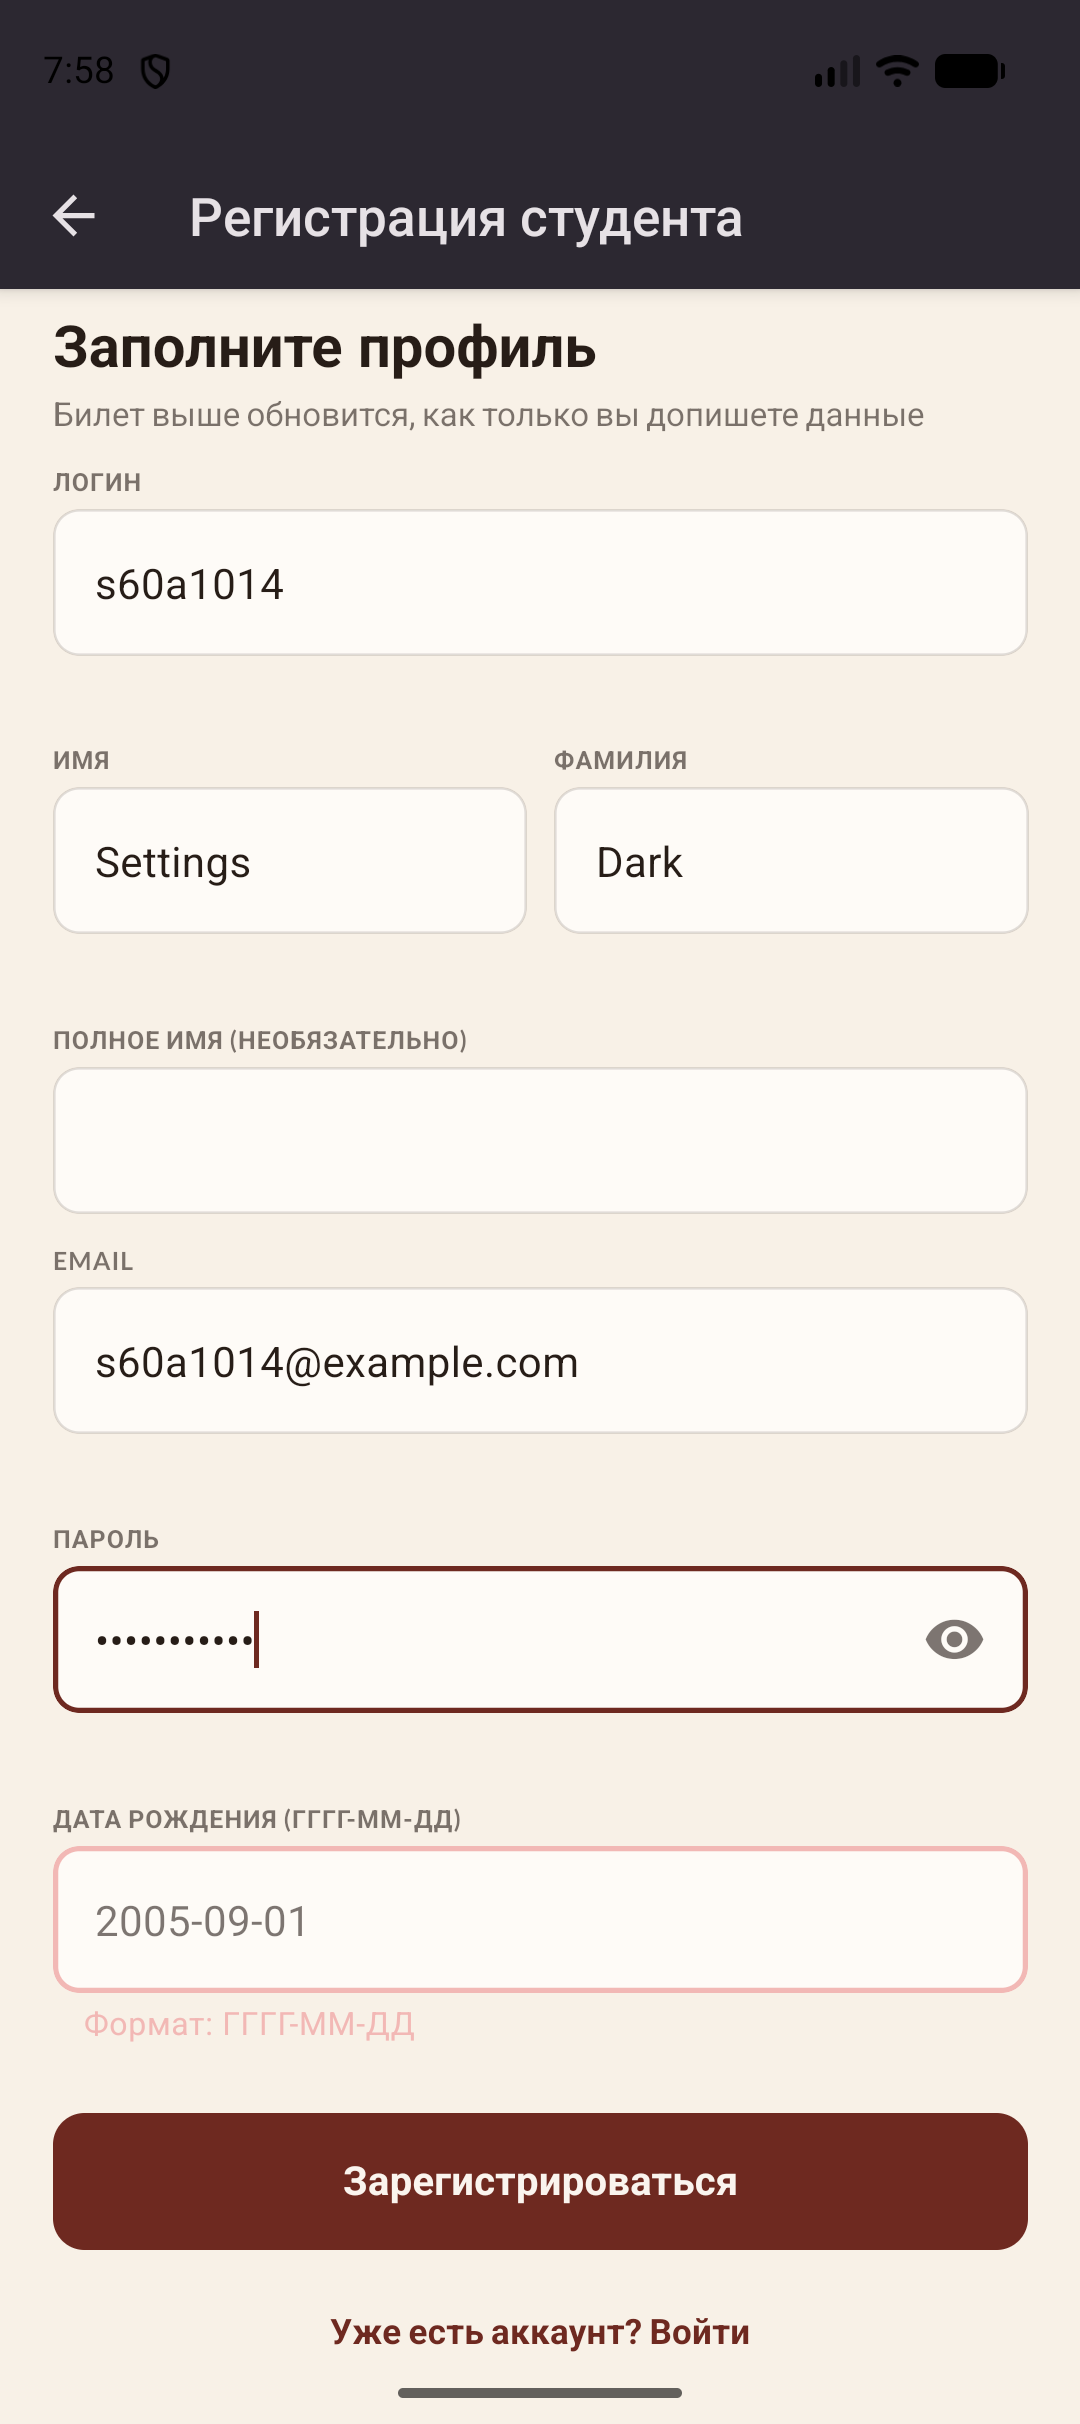 7:58
Регистрация студента
Заполните профиль
Билет выше обновится, как только вы допишете данные
ЛОГИН
s60a1014
ИМЯ
ФАМИЛИЯ
Settings
Dark
ПОЛНОЕ ИМЯ (НЕОБЯЗАТЕЛЬНО)
EMAIL
s60a1014@example.com
ПАРОЛЬ
•••••••••••
ДАТА РОЖДЕНИЯ (ГГГГ-ММ-ДД)
2005-09-01
Формат: ГГГГ-ММ-ДД
Зарегистрироваться
Уже есть аккаунт? Войти